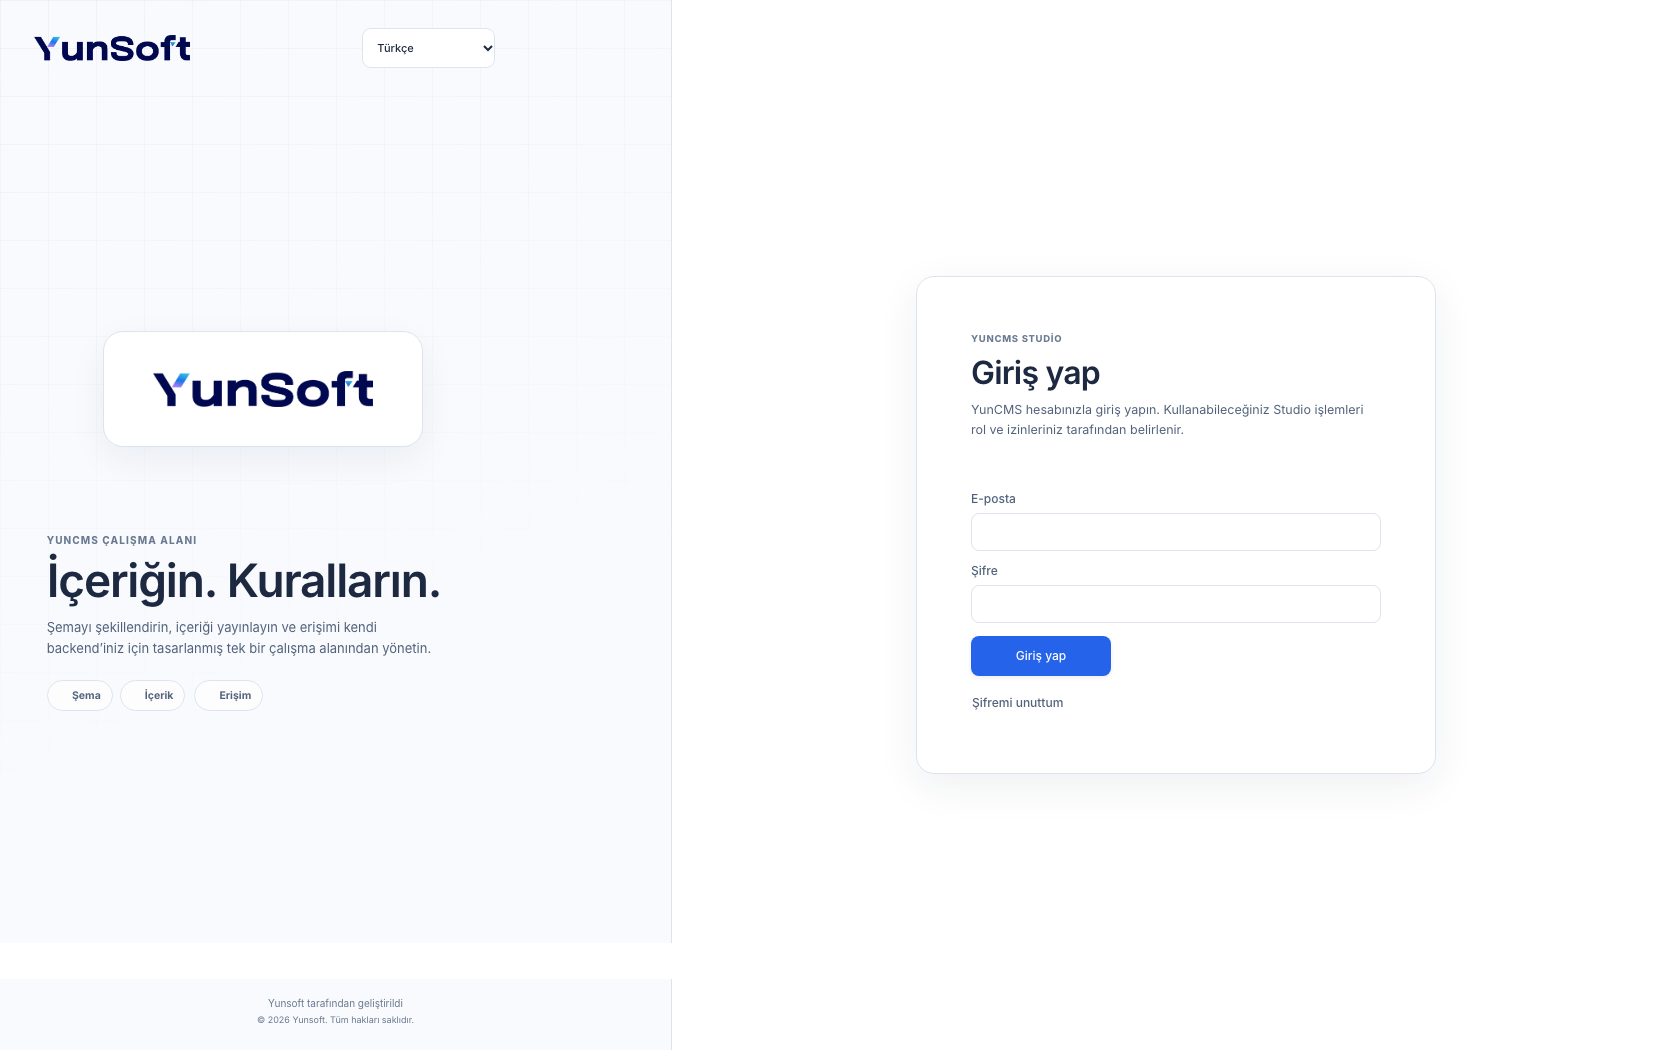 YunSoft
Türkçe
YunSoft
YUNCMS ÇALIŞMA ALANI
İçeriğin. Kuralların.
Şemayı şekillendirin, içeriği yayınlayın ve erişimi kendi
backend’iniz için tasarlanmış tek bir çalışma alanından yönetin.
Şema İçerik Erişim
Yunsoft tarafından geliştirildi
© 2026 Yunsoft. Tüm hakları saklıdır.
YUNCMS STUDİO
Giriş yap
YunCMS hesabınızla giriş yapın. Kullanabileceğiniz Studio işlemleri
rol ve izinleriniz tarafından belirlenir.
E-posta
Şifre
Giriş yap
Şifremi unuttum